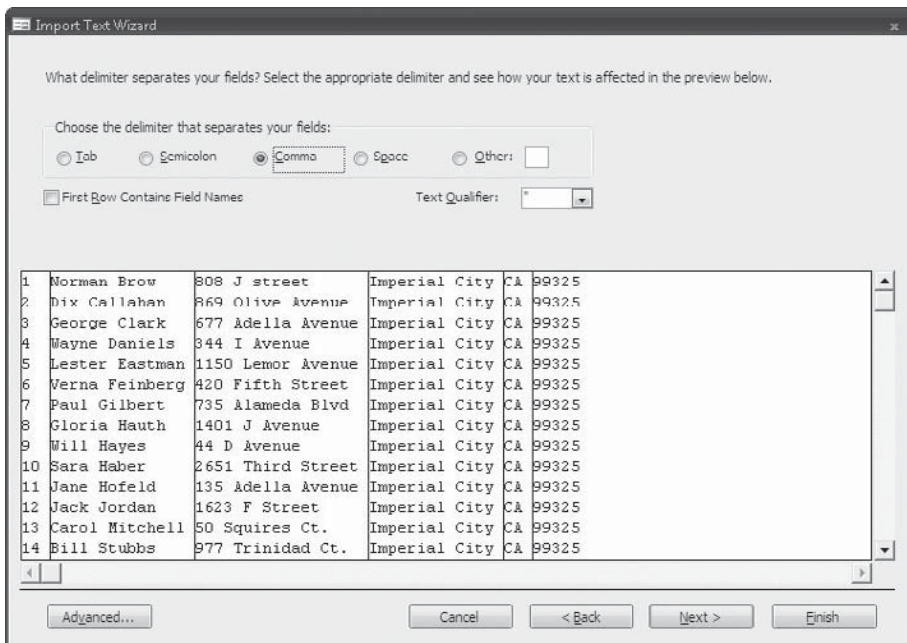 Import Text Wizard
What delimiter separates your fields? Select the appropriate delimiter and see how your text is affected in the preview below.
Choose the delimiter that separates your fields:
Tab Semicolon Comma Space Other:
First Row Contains Field Names Text Qualifier: "
1 Norman Brow 808 J street Imperial City CA 99325
2 Dix Callahan 869 Olive Avenue Imperial City CA 99325
3 George Clark 677 Adella Avenue Imperial City CA 99325
4 Wayne Daniels 344 I Avenue Imperial City CA 99325
5 Lester Eastman 1150 Lemor Avenue Imperial City CA 99325
6 Verna Feinberg 420 Fifth Street Imperial City CA 99325
7 Paul Gilbert 735 Alameda Blvd Imperial City CA 99325
8 Gloria Hauth 1401 J Avenue Imperial City CA 99325
9 Will Hayes 44 D Avenue Imperial City CA 99325
10 Sara Haber 2651 Third Street Imperial City CA 99325
11 Jane Hofeld 135 Adella Avenue Imperial City CA 99325
12 Jack Jordan 1623 F Street Imperial City CA 99325
13 Carol Mitchell 50 Squires Ct. Imperial City CA 99325
14 Bill Stubbs 977 Trinidad Ct. Imperial City CA 99325
Advanced... Cancel < Back Next > Finish